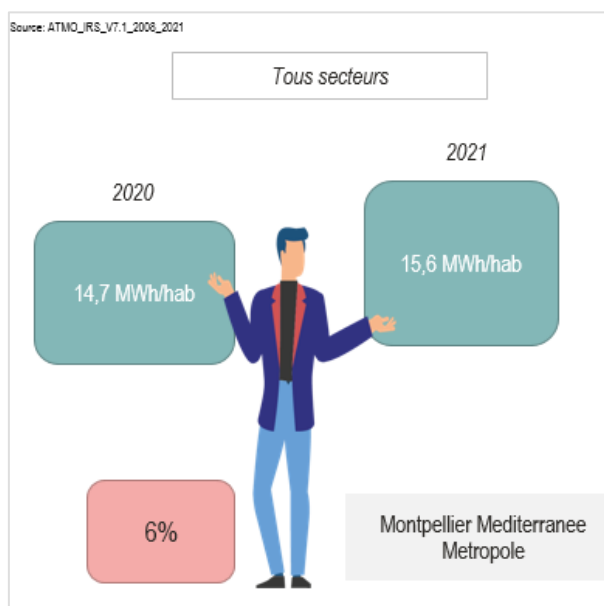 Source: ATMO_IRS_V7.1_2008_2021
Tous secteurs
2020
2021
14,7 MWh/hab
15,6 MWh/hab
6%
Montpellier Mediterranee
Metropole